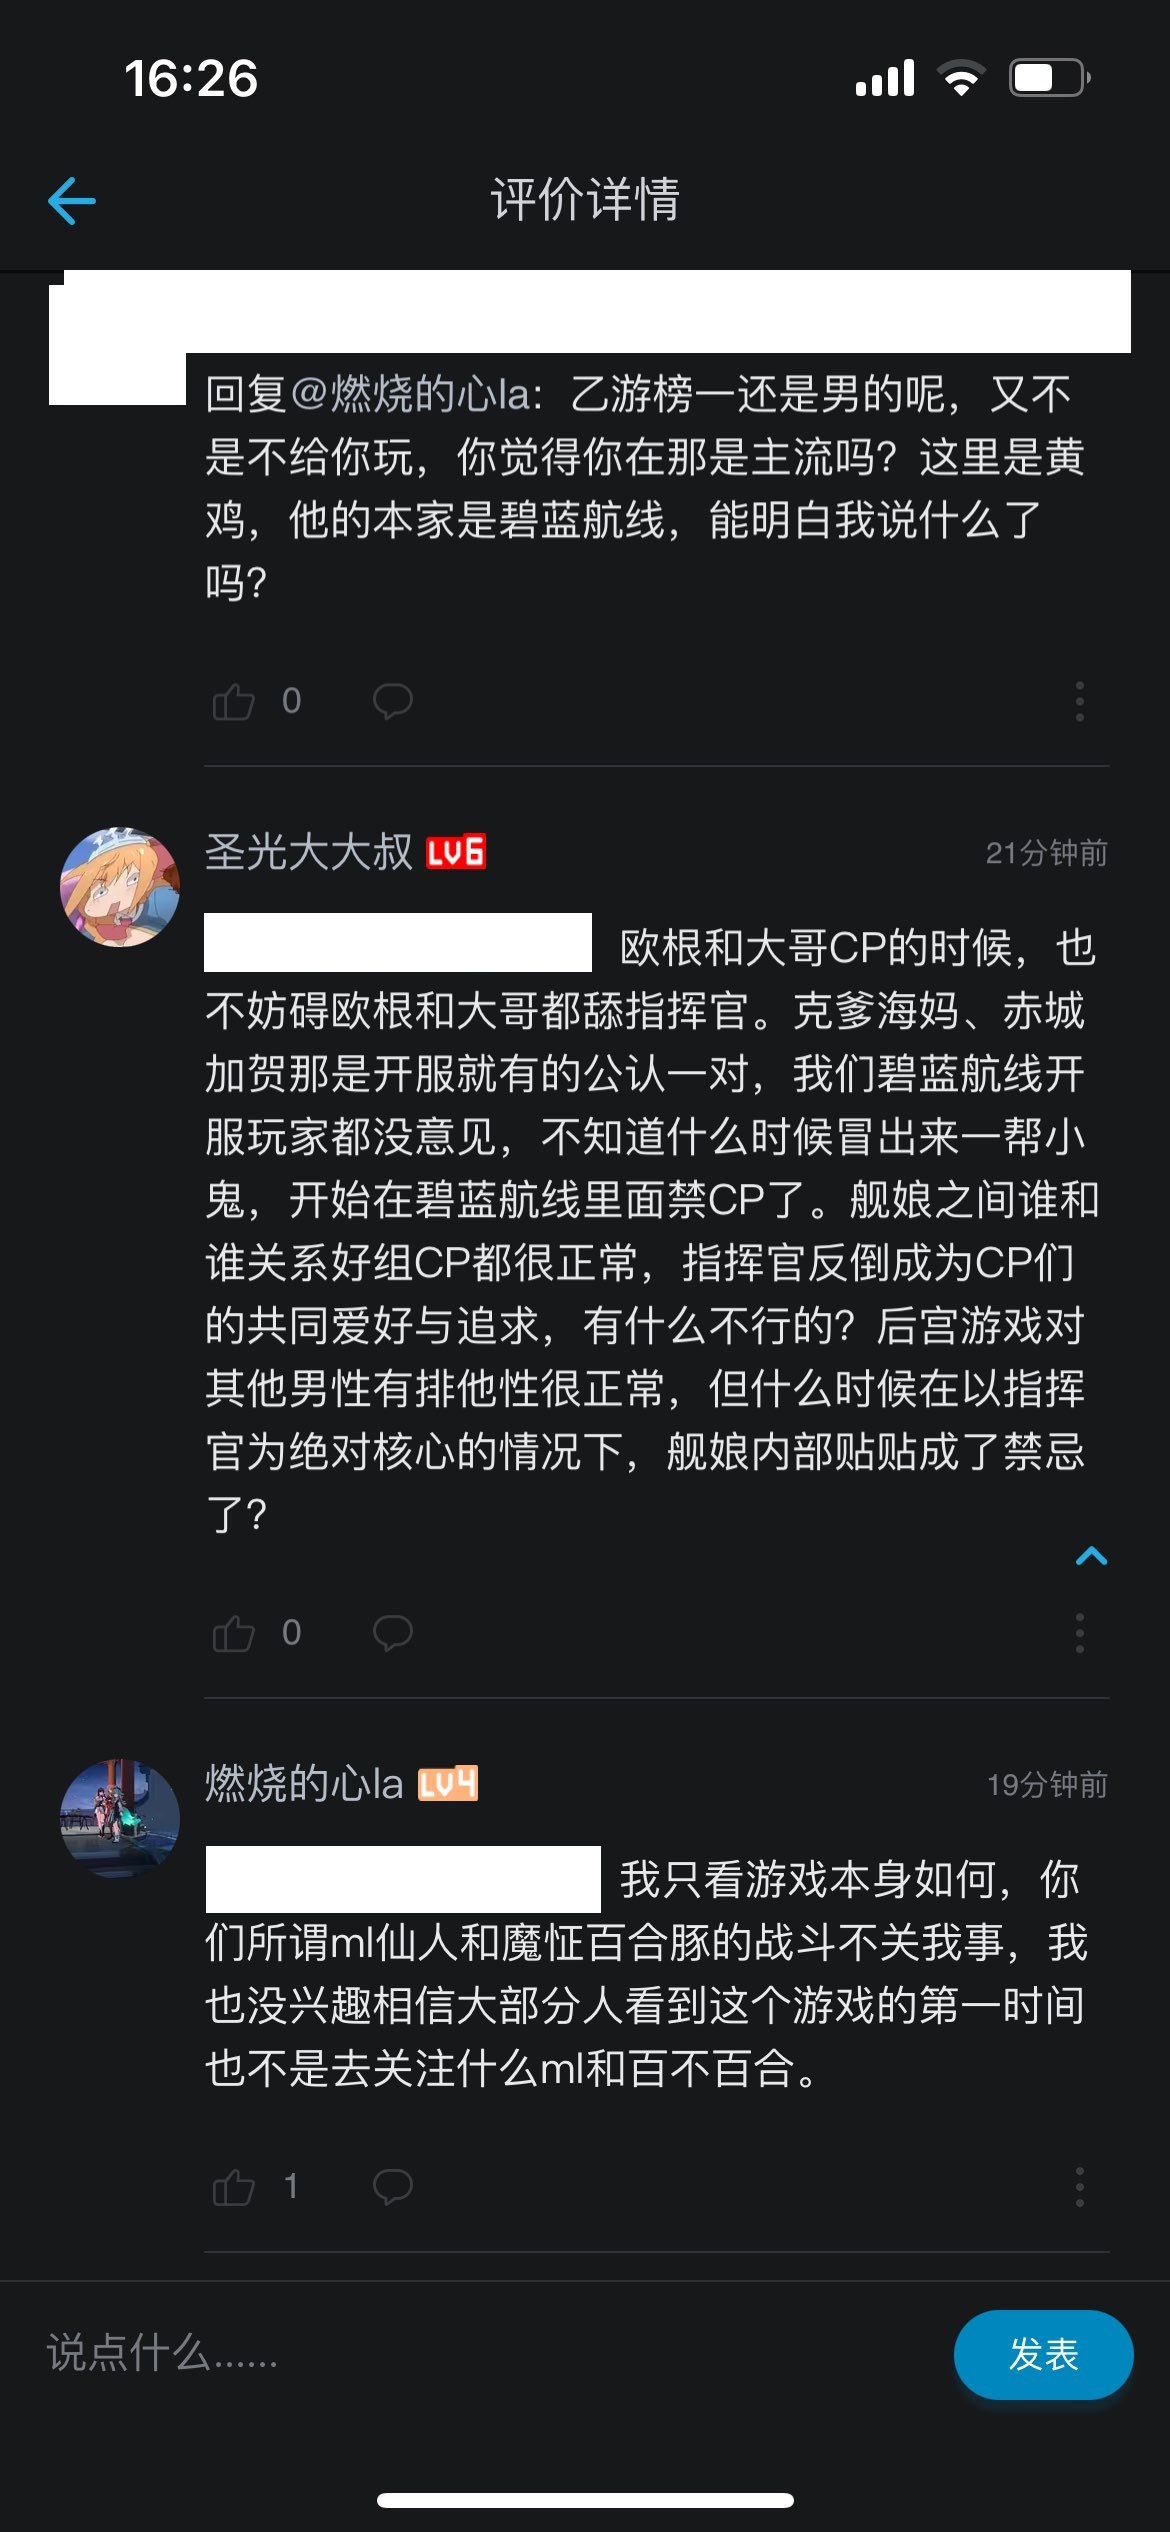 16:26
评价详情
回复@燃烧的心la：乙游榜一还是男的呢，又不
是不给你玩，你觉得你在那是主流吗？这里是黄
鸡，他的本家是碧蓝航线，能明白我说什么了
吗？
0
圣光大大叔 LV6 21分钟前
欧根和大哥CP的时候，也
不妨碍欧根和大哥都舔指挥官。克爹海妈、赤城
加贺那是开服就有的公认一对，我们碧蓝航线开
服玩家都没意见，不知道什么时候冒出来一帮小
鬼，开始在碧蓝航线里面禁CP了。舰娘之间谁和
谁关系好组CP都很正常，指挥官反倒成为CP们
的共同爱好与追求，有什么不行的？后宫游戏对
其他男性有排他性很正常，但什么时候在以指挥
官为绝对核心的情况下，舰娘内部贴贴成了禁忌
了？
0
燃烧的心la LV4 19分钟前
我只看游戏本身如何，你
们所谓ml仙人和魔怔百合豚的战斗不关我事，我
也没兴趣相信大部分人看到这个游戏的第一时间
也不是去关注什么ml和百不百合。
1
说点什么......
发表